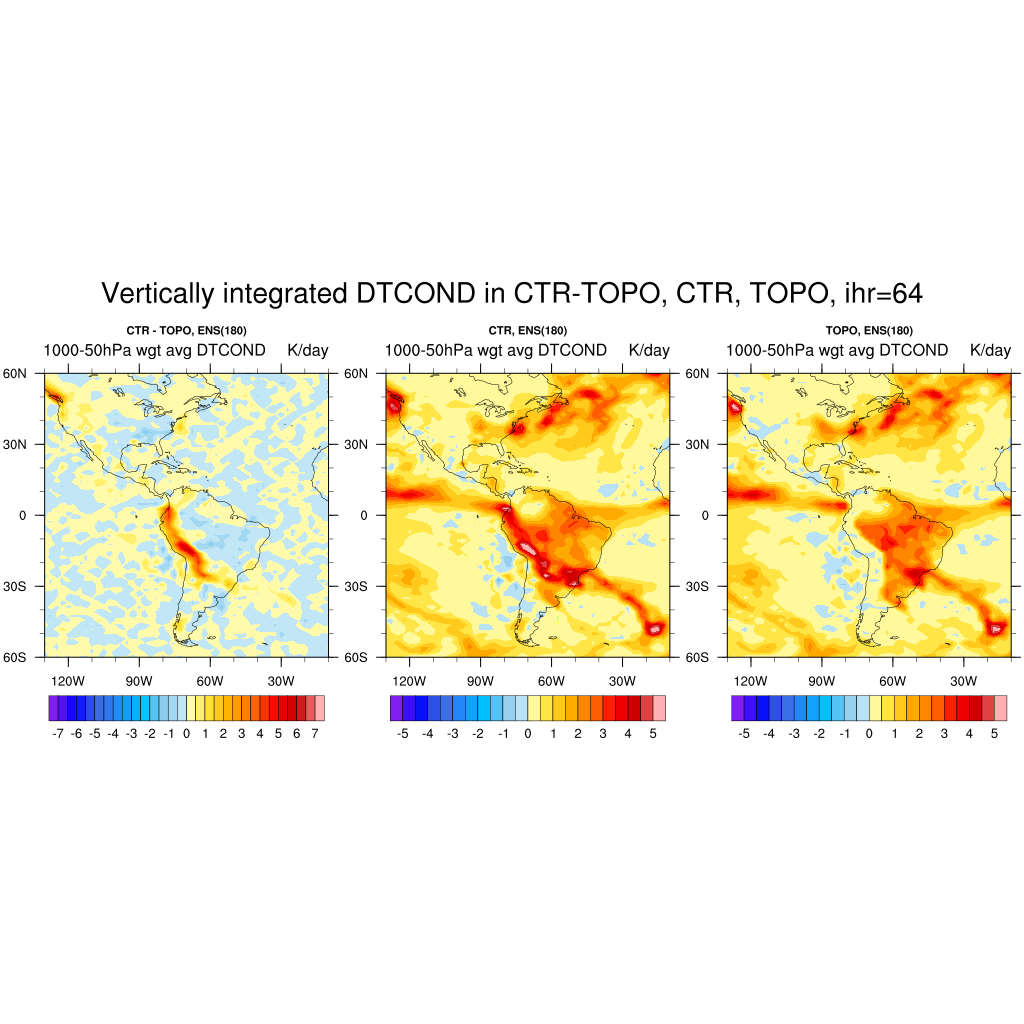 Vertically integrated DTCOND in CTR-TOPO, CTR, TOPO, ihr=64
CTR - TOPO, ENS(180)
1000-50hPa wgt avg DTCOND K/day
60N
30N
0
30S
60S
120W 90W 60W 30W
-7 -6 -5 -4 -3 -2 -1 0 1 2 3 4 5 6 7
CTR, ENS(180)
1000-50hPa wgt avg DTCOND K/day
60N
30N
0
30S
60S
120W 90W 60W 30W
-5 -4 -3 -2 -1 0 1 2 3 4 5
TOPO, ENS(180)
1000-50hPa wgt avg DTCOND K/day
60N
30N
0
30S
60S
120W 90W 60W 30W
-5 -4 -3 -2 -1 0 1 2 3 4 5